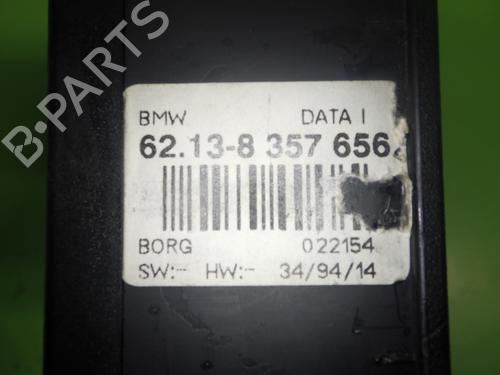 B-PARTS
BMW DATA I
62.13-8 357 656
BORG 022154
SW:- HW:- 34/94/14